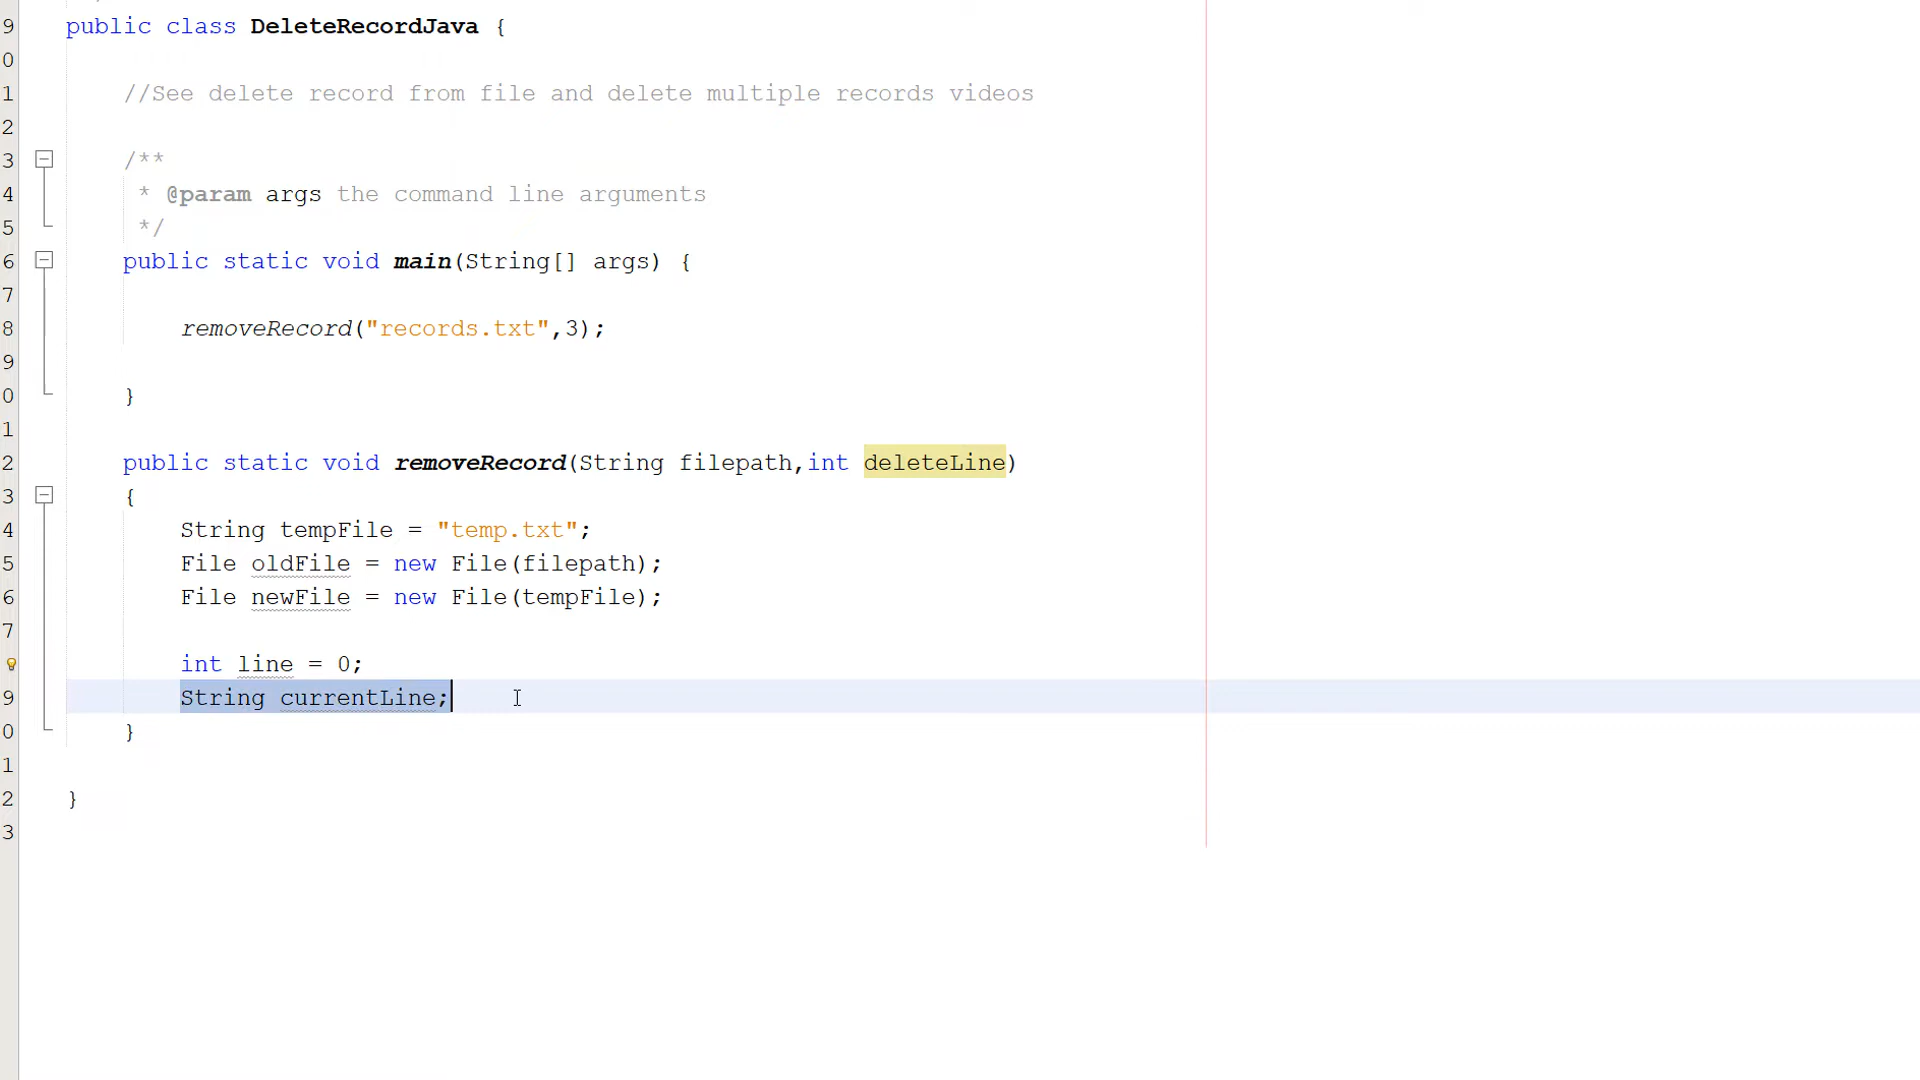 9 public class DeleteRecordJava {
0
1 //See delete record from file and delete multiple records videos
2
3 /**
4 * @param args the command line arguments
5 */
6 public static void main(String[] args) {
7
8 removeRecord("records.txt",3);
9
0 }
1
2 public static void removeRecord(String filepath,int deleteLine)
3 {
4 String tempFile = "temp.txt";
5 File oldFile = new File(filepath);
6 File newFile = new File(tempFile);
7
int line = 0;
9 String currentLine;
0 }
1
2 }
3